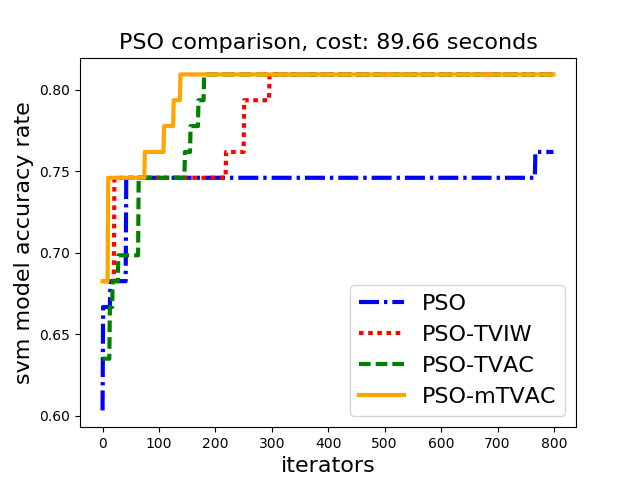 PSO comparison, cost: 89.66 seconds
svm model accuracy rate
0.80
0.75
0.70
0.65
0.60
PSO
PSO-TVIW
PSO-TVAC
PSO-mTVAC
0 100 200 300 400 500 600 700 800
iterators